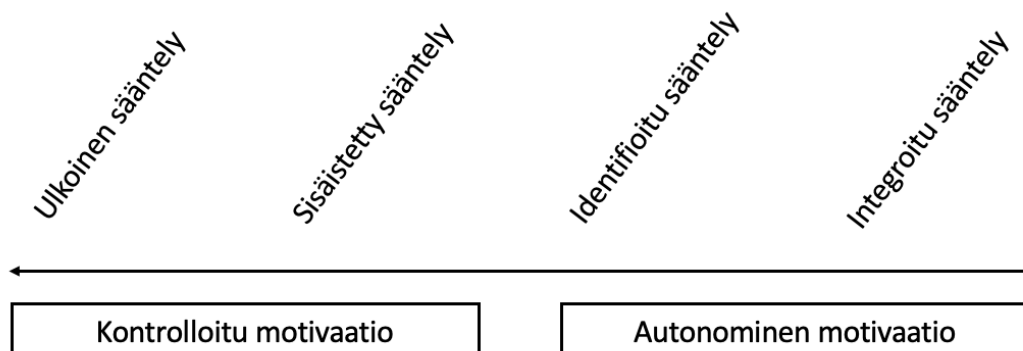 Ulkoinen sääntely
Sisäistetty sääntely
Identifioitu sääntely
Integroitu sääntely
Kontrolloitu motivaatio
Autonominen motivaatio